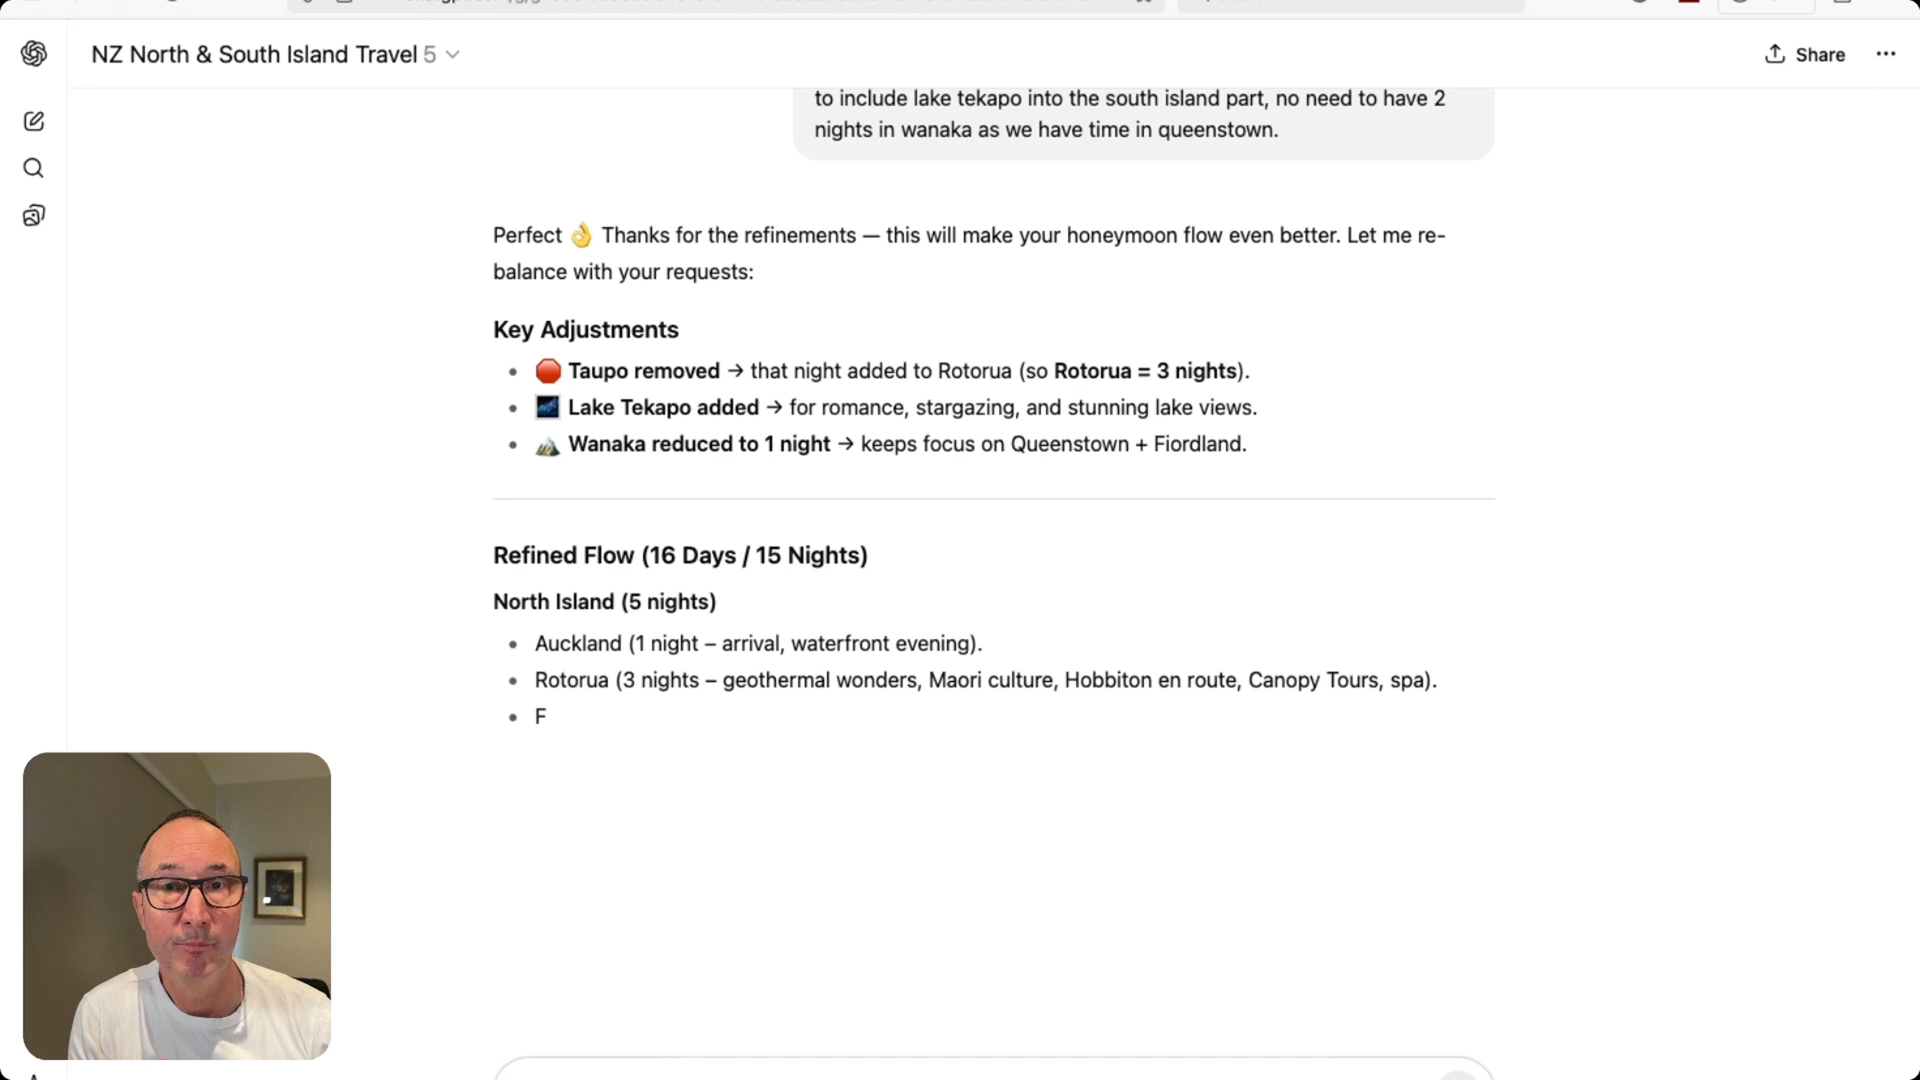 NZ North & South Island Travel 5
Share
to include lake tekapo into the south island part, no need to have 2
nights in wanaka as we have time in queenstown.
Perfect 👌 Thanks for the refinements — this will make your honeymoon flow even better. Let me re-
balance with your requests:
Key Adjustments
• 🛑 Taupo removed → that night added to Rotorua (so Rotorua = 3 nights).
• 🌌 Lake Tekapo added → for romance, stargazing, and stunning lake views.
• 🏔️ Wanaka reduced to 1 night → keeps focus on Queenstown + Fiordland.
Refined Flow (16 Days / 15 Nights)
North Island (5 nights)
• Auckland (1 night – arrival, waterfront evening).
• Rotorua (3 nights – geothermal wonders, Maori culture, Hobbiton en route, Canopy Tours, spa).
• F